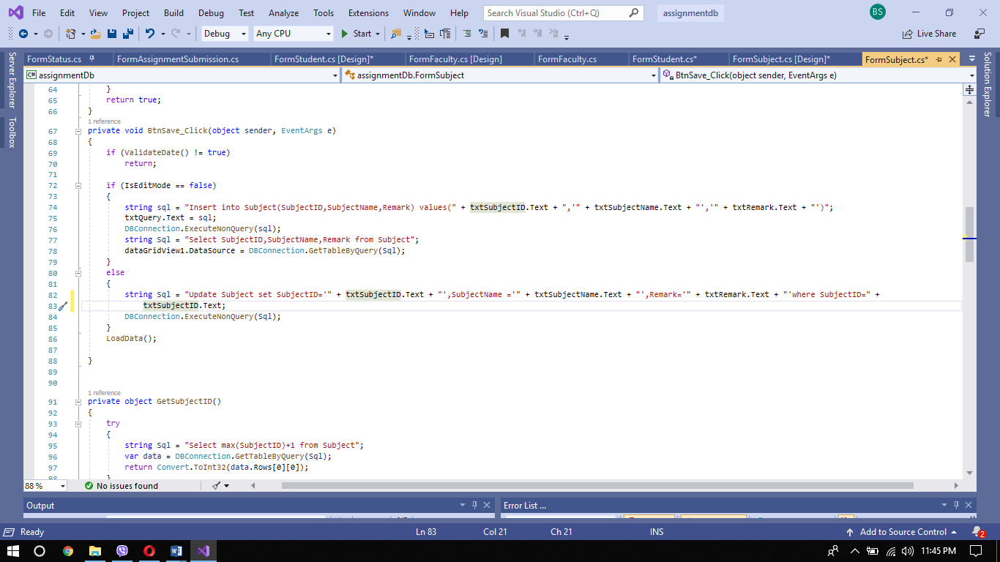 File Edit View Project Build Debug Test Analyze Tools Extensions Window Help Search Visual Studio (Ctrl+Q) assignmentdb BS
Debug Any CPU Start Live Share
FormStatus.cs FormAssignmentSubmission.cs FormStudent.cs [Design]* FormFaculty.cs [Design] FormFaculty.cs FormStudent.cs* FormSubject.cs [Design]* FormSubject.cs*
Server Explorer
Toolbox
Solution Explorer
C# assignmentDb assignmentDb.FormSubject BtnSave_Click(object sender, EventArgs e)
64 }
65 return true;
66 }
1 reference
67 private void BtnSave_Click(object sender, EventArgs e)
68 {
69 if (ValidateDate() != true)
70 return;
71
72 if (IsEditMode == false)
73 {
74 string sql = "Insert into Subject(SubjectID,SubjectName,Remark) values(" + txtSubjectID.Text + ",'" + txtSubjectName.Text + "','" + txtRemark.Text + "')";
75 txtQuery.Text = sql;
76 DBConnection.ExecuteNonQuery(sql);
77 string Sql = "Select SubjectID,SubjectName,Remark from Subject";
78 dataGridView1.DataSource = DBConnection.GetTableByQuery(Sql);
79 }
80 else
81 {
82 string Sql = "Update Subject set SubjectID='" + txtSubjectID.Text + "',SubjectName ='" + txtSubjectName.Text + "',Remark='" + txtRemark.Text + "'where SubjectID=" +
83 txtSubjectID.Text;
84 DBConnection.ExecuteNonQuery(Sql);
85 }
86 LoadData();
87
88 }
89
90
1 reference
91 private object GetSubjectID()
92 {
93 try
94 {
95 string Sql = "Select max(SubjectID)+1 from Subject";
96 var data = DBConnection.GetTableByQuery(Sql);
97 return Convert.ToInt32(data.Rows[0][0]);
98 }
88 % No issues found
Output Error List ...
Ready Ln 83 Col 21 Ch 21 INS Add to Source Control 2
11:45 PM